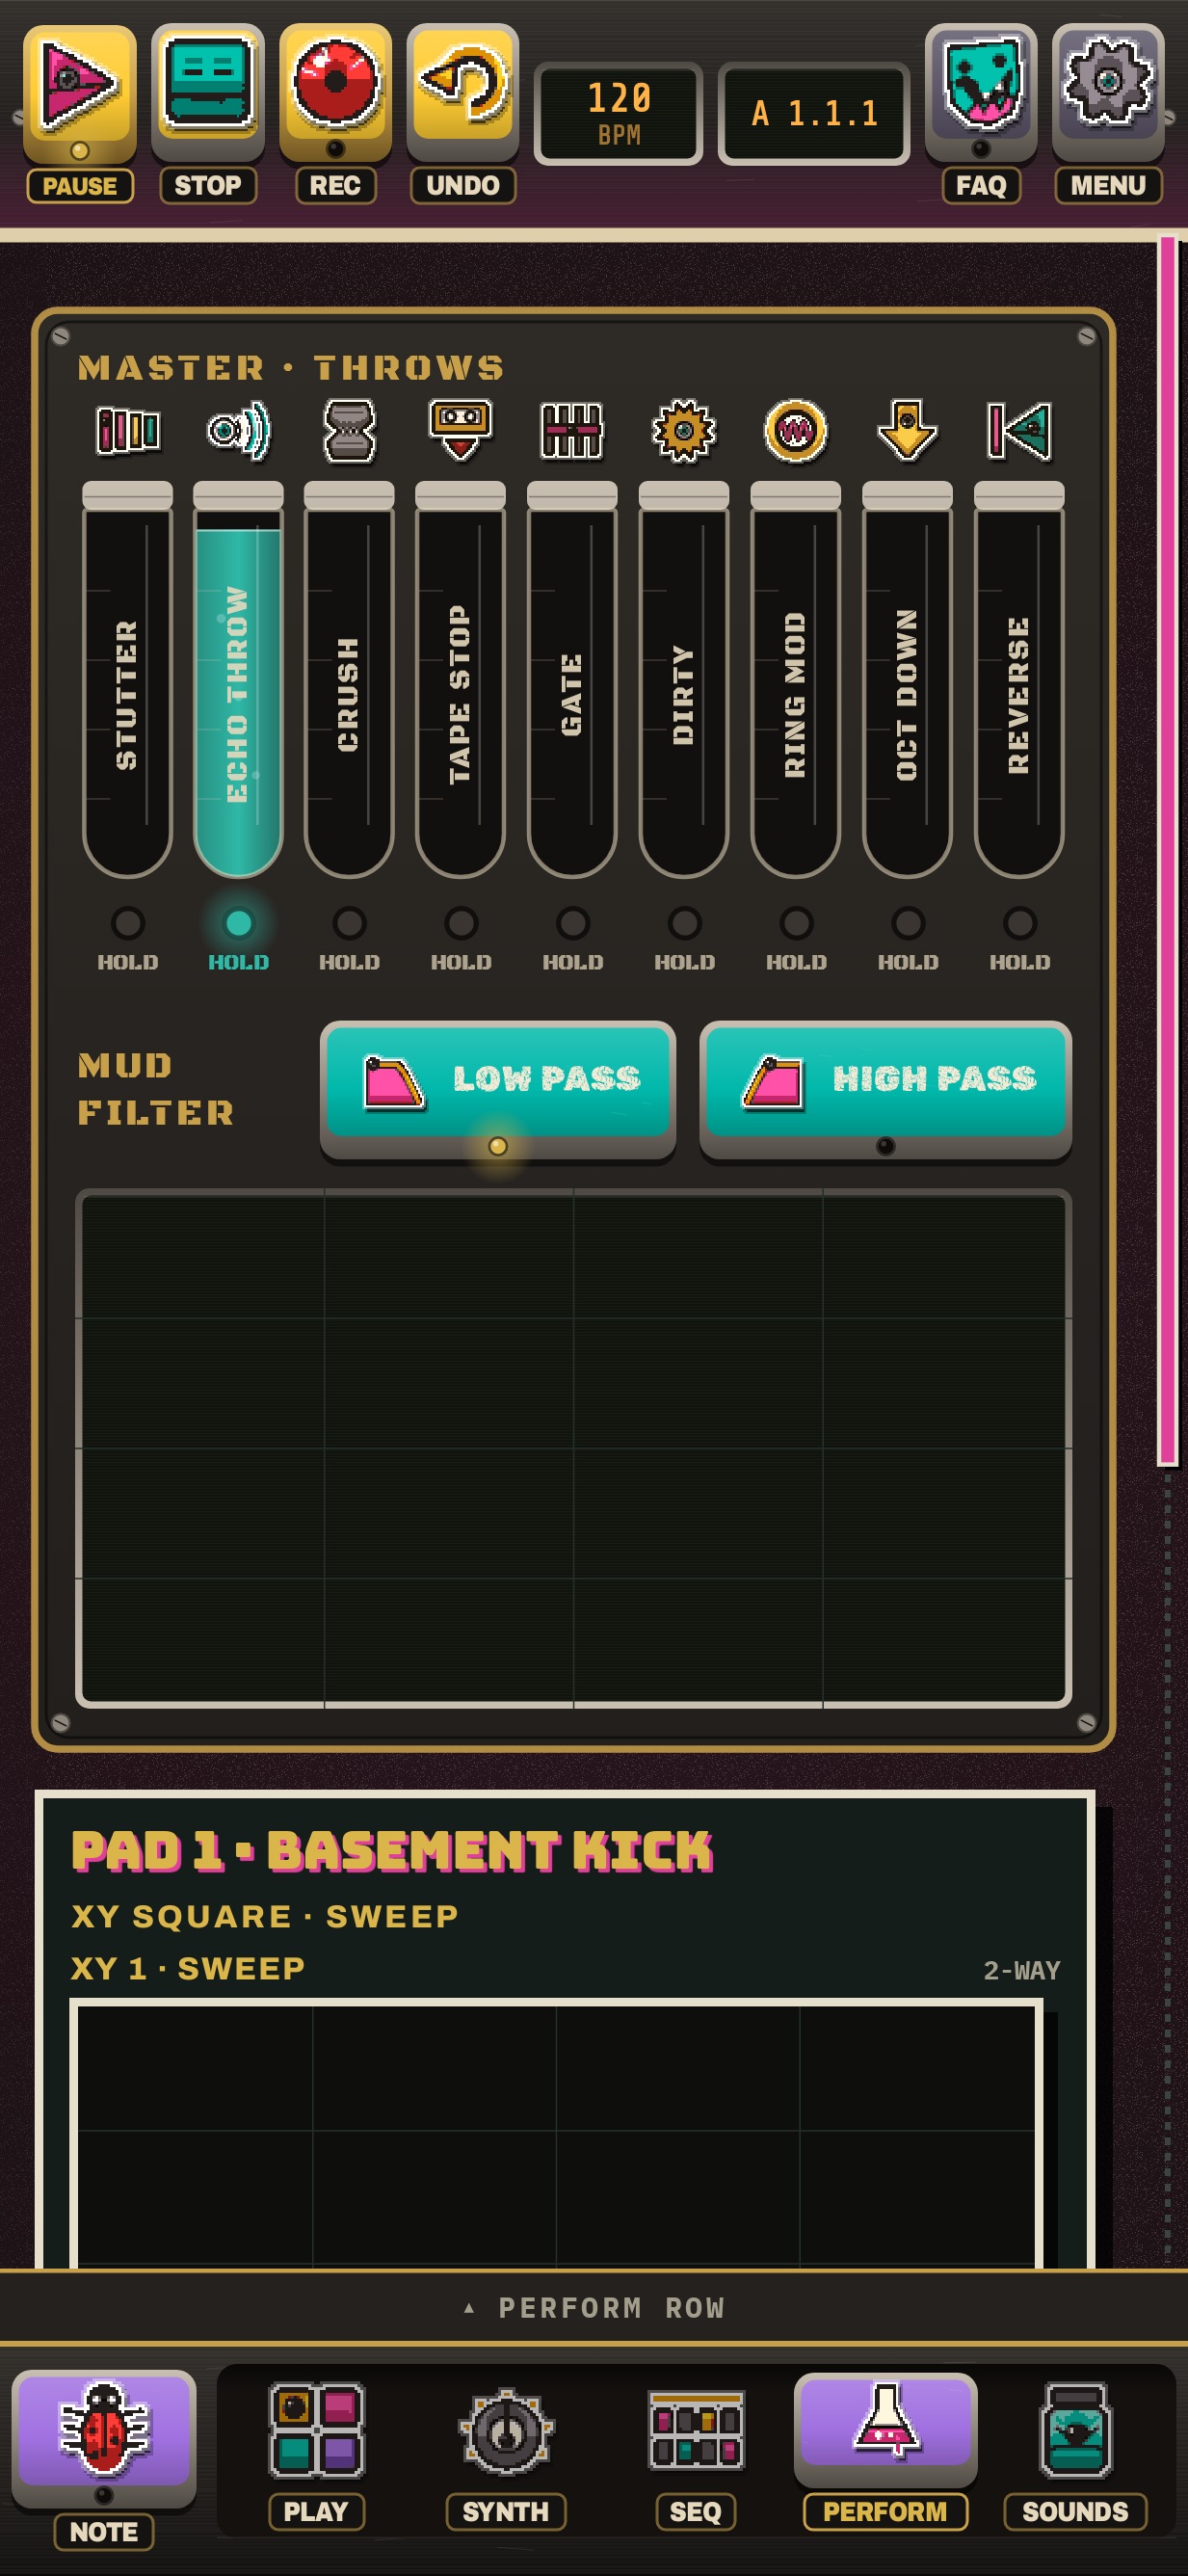 PAUSE STOP REC UNDO 120 BPM A 1.1.1 FAQ MENU
MASTER · THROWS
STUTTER
ECHO THROW
CRUSH
TAPE STOP
GATE
DIRTY
RING MOD
OCT DOWN
REVERSE
HOLD HOLD HOLD HOLD HOLD HOLD HOLD HOLD HOLD
MUD
FILTER
LOW PASS
HIGH PASS
PAD 1 · BASEMENT KICK
XY SQUARE · SWEEP
XY 1 · SWEEP 2-WAY
▲ PERFORM ROW
NOTE PLAY SYNTH SEQ PERFORM SOUNDS